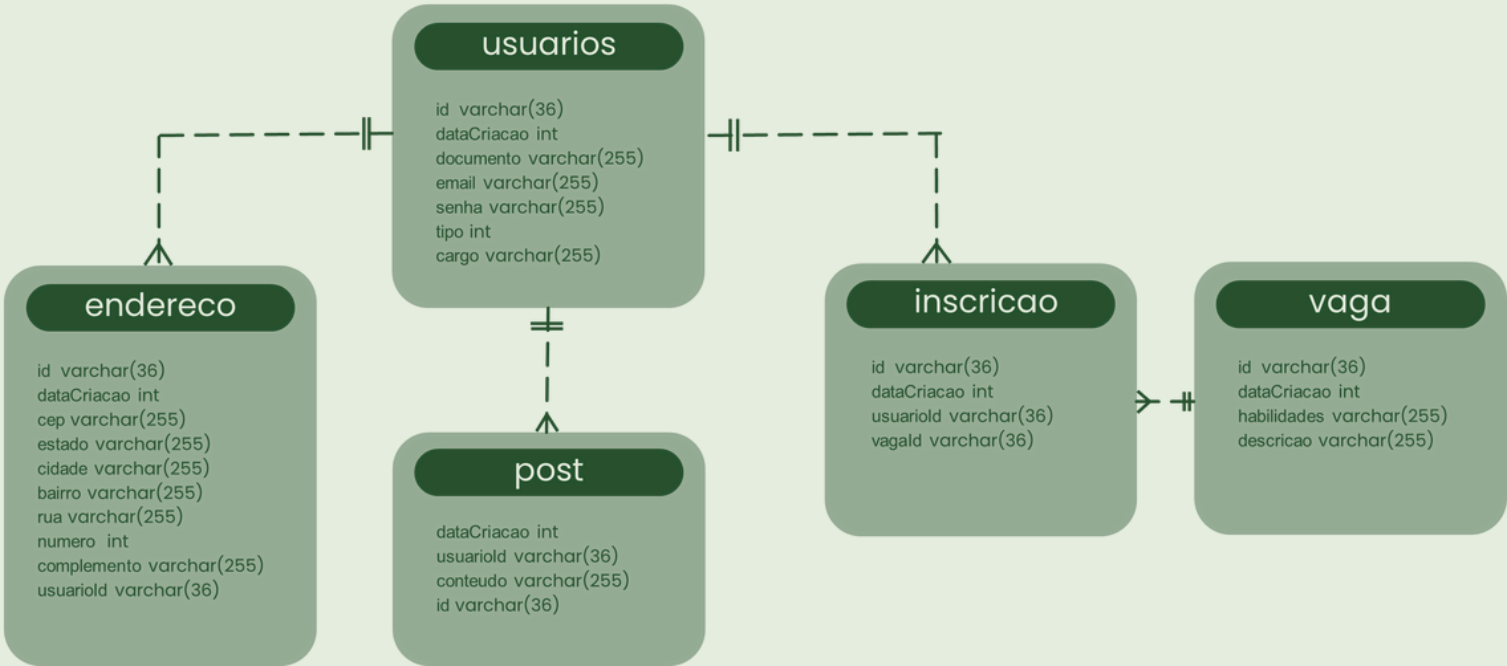 usuarios
id varchar(36)
dataCriacao int
documento varchar(255)
email varchar(255)
senha varchar(255)
tipo int
cargo varchar(255)
endereco
id varchar(36)
dataCriacao int
cep varchar(255)
estado varchar(255)
cidade varchar(255)
bairro varchar(255)
rua varchar(255)
numero int
complemento varchar(255)
usuarioId varchar(36)
post
dataCriacao int
usuarioId varchar(36)
conteudo varchar(255)
id varchar(36)
inscricao
id varchar(36)
dataCriacao int
usuarioId varchar(36)
vagaId varchar(36)
vaga
id varchar(36)
dataCriacao int
habilidades varchar(255)
descricao varchar(255)